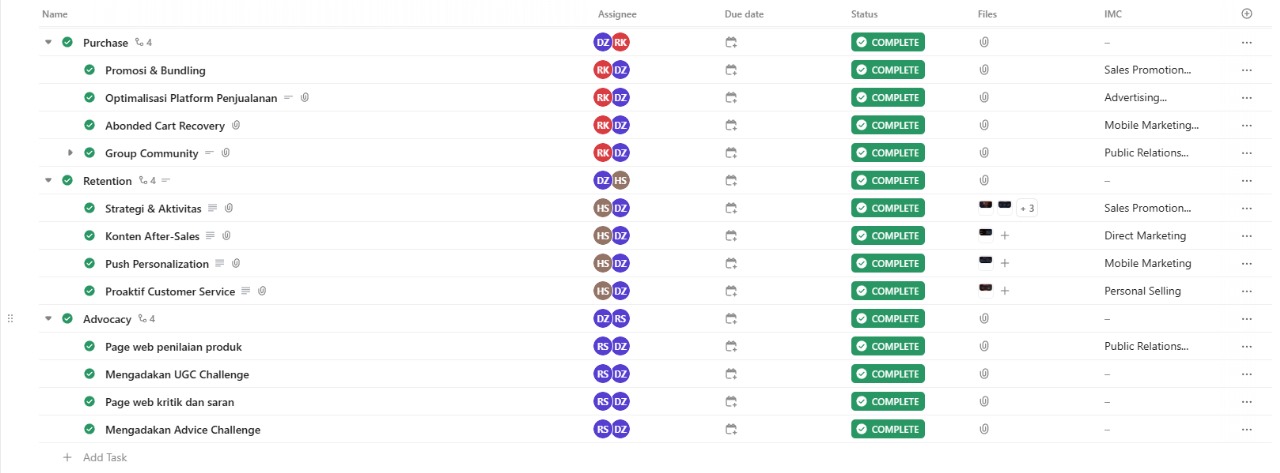 Name Assignee Due date Status Files IMC
Purchase 4 DZ RK COMPLETE –
Promosi & Bundling RK DZ COMPLETE Sales Promotion...
Optimalisasi Platform Penjualanan RK DZ COMPLETE Advertising...
Abonded Cart Recovery RK DZ COMPLETE Mobile Marketing...
Group Community RK DZ COMPLETE Public Relations...
Retention 4 DZ HS COMPLETE –
Strategi & Aktivitas HS DZ COMPLETE + 3 Sales Promotion...
Konten After-Sales HS DZ COMPLETE + Direct Marketing
Push Personalization HS DZ COMPLETE + Mobile Marketing
Proaktif Customer Service HS DZ COMPLETE + Personal Selling
Advocacy 4 DZ RS COMPLETE –
Page web penilaian produk RS DZ COMPLETE Public Relations...
Mengadakan UGC Challenge RS DZ COMPLETE –
Page web kritik dan saran RS DZ COMPLETE –
Mengadakan Advice Challenge RS DZ COMPLETE –
+ Add Task